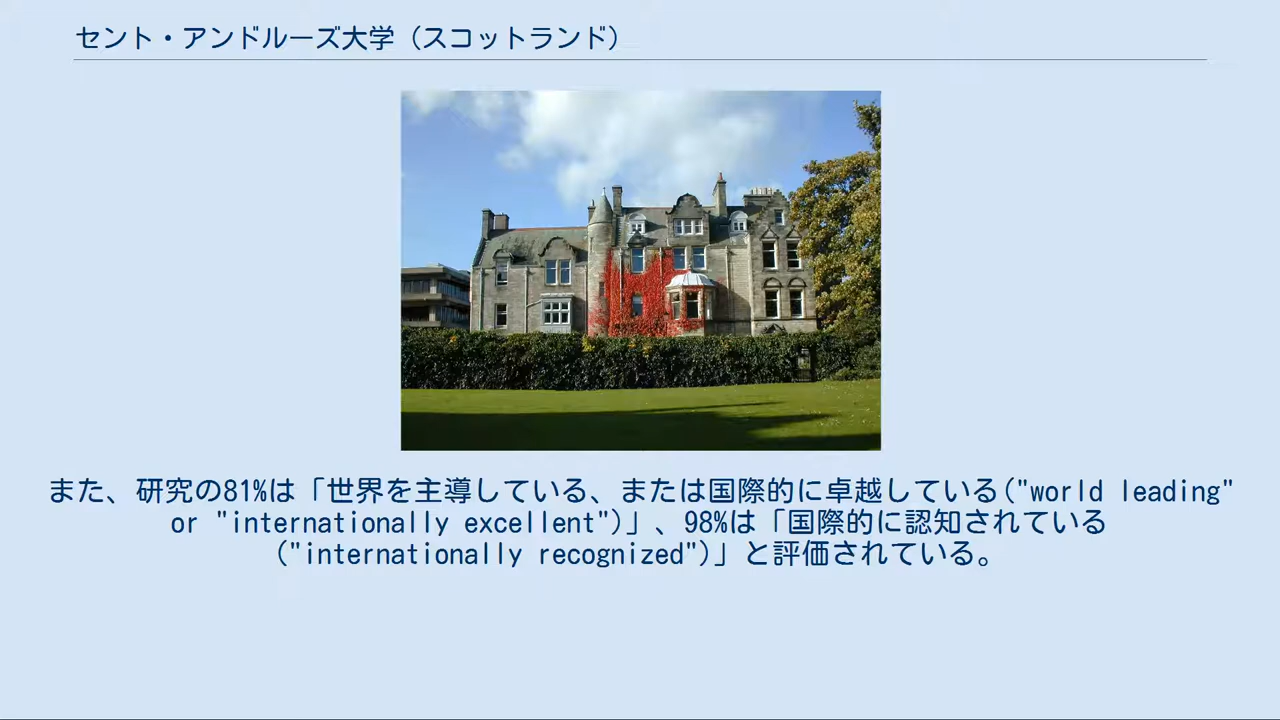 セント・アンドルーズ大学（スコットランド）
また、研究の81%は「世界を主導している、または国際的に卓越している("world leading"
or "internationally excellent")」、98%は「国際的に認知されている
("internationally recognized")」と評価されている。